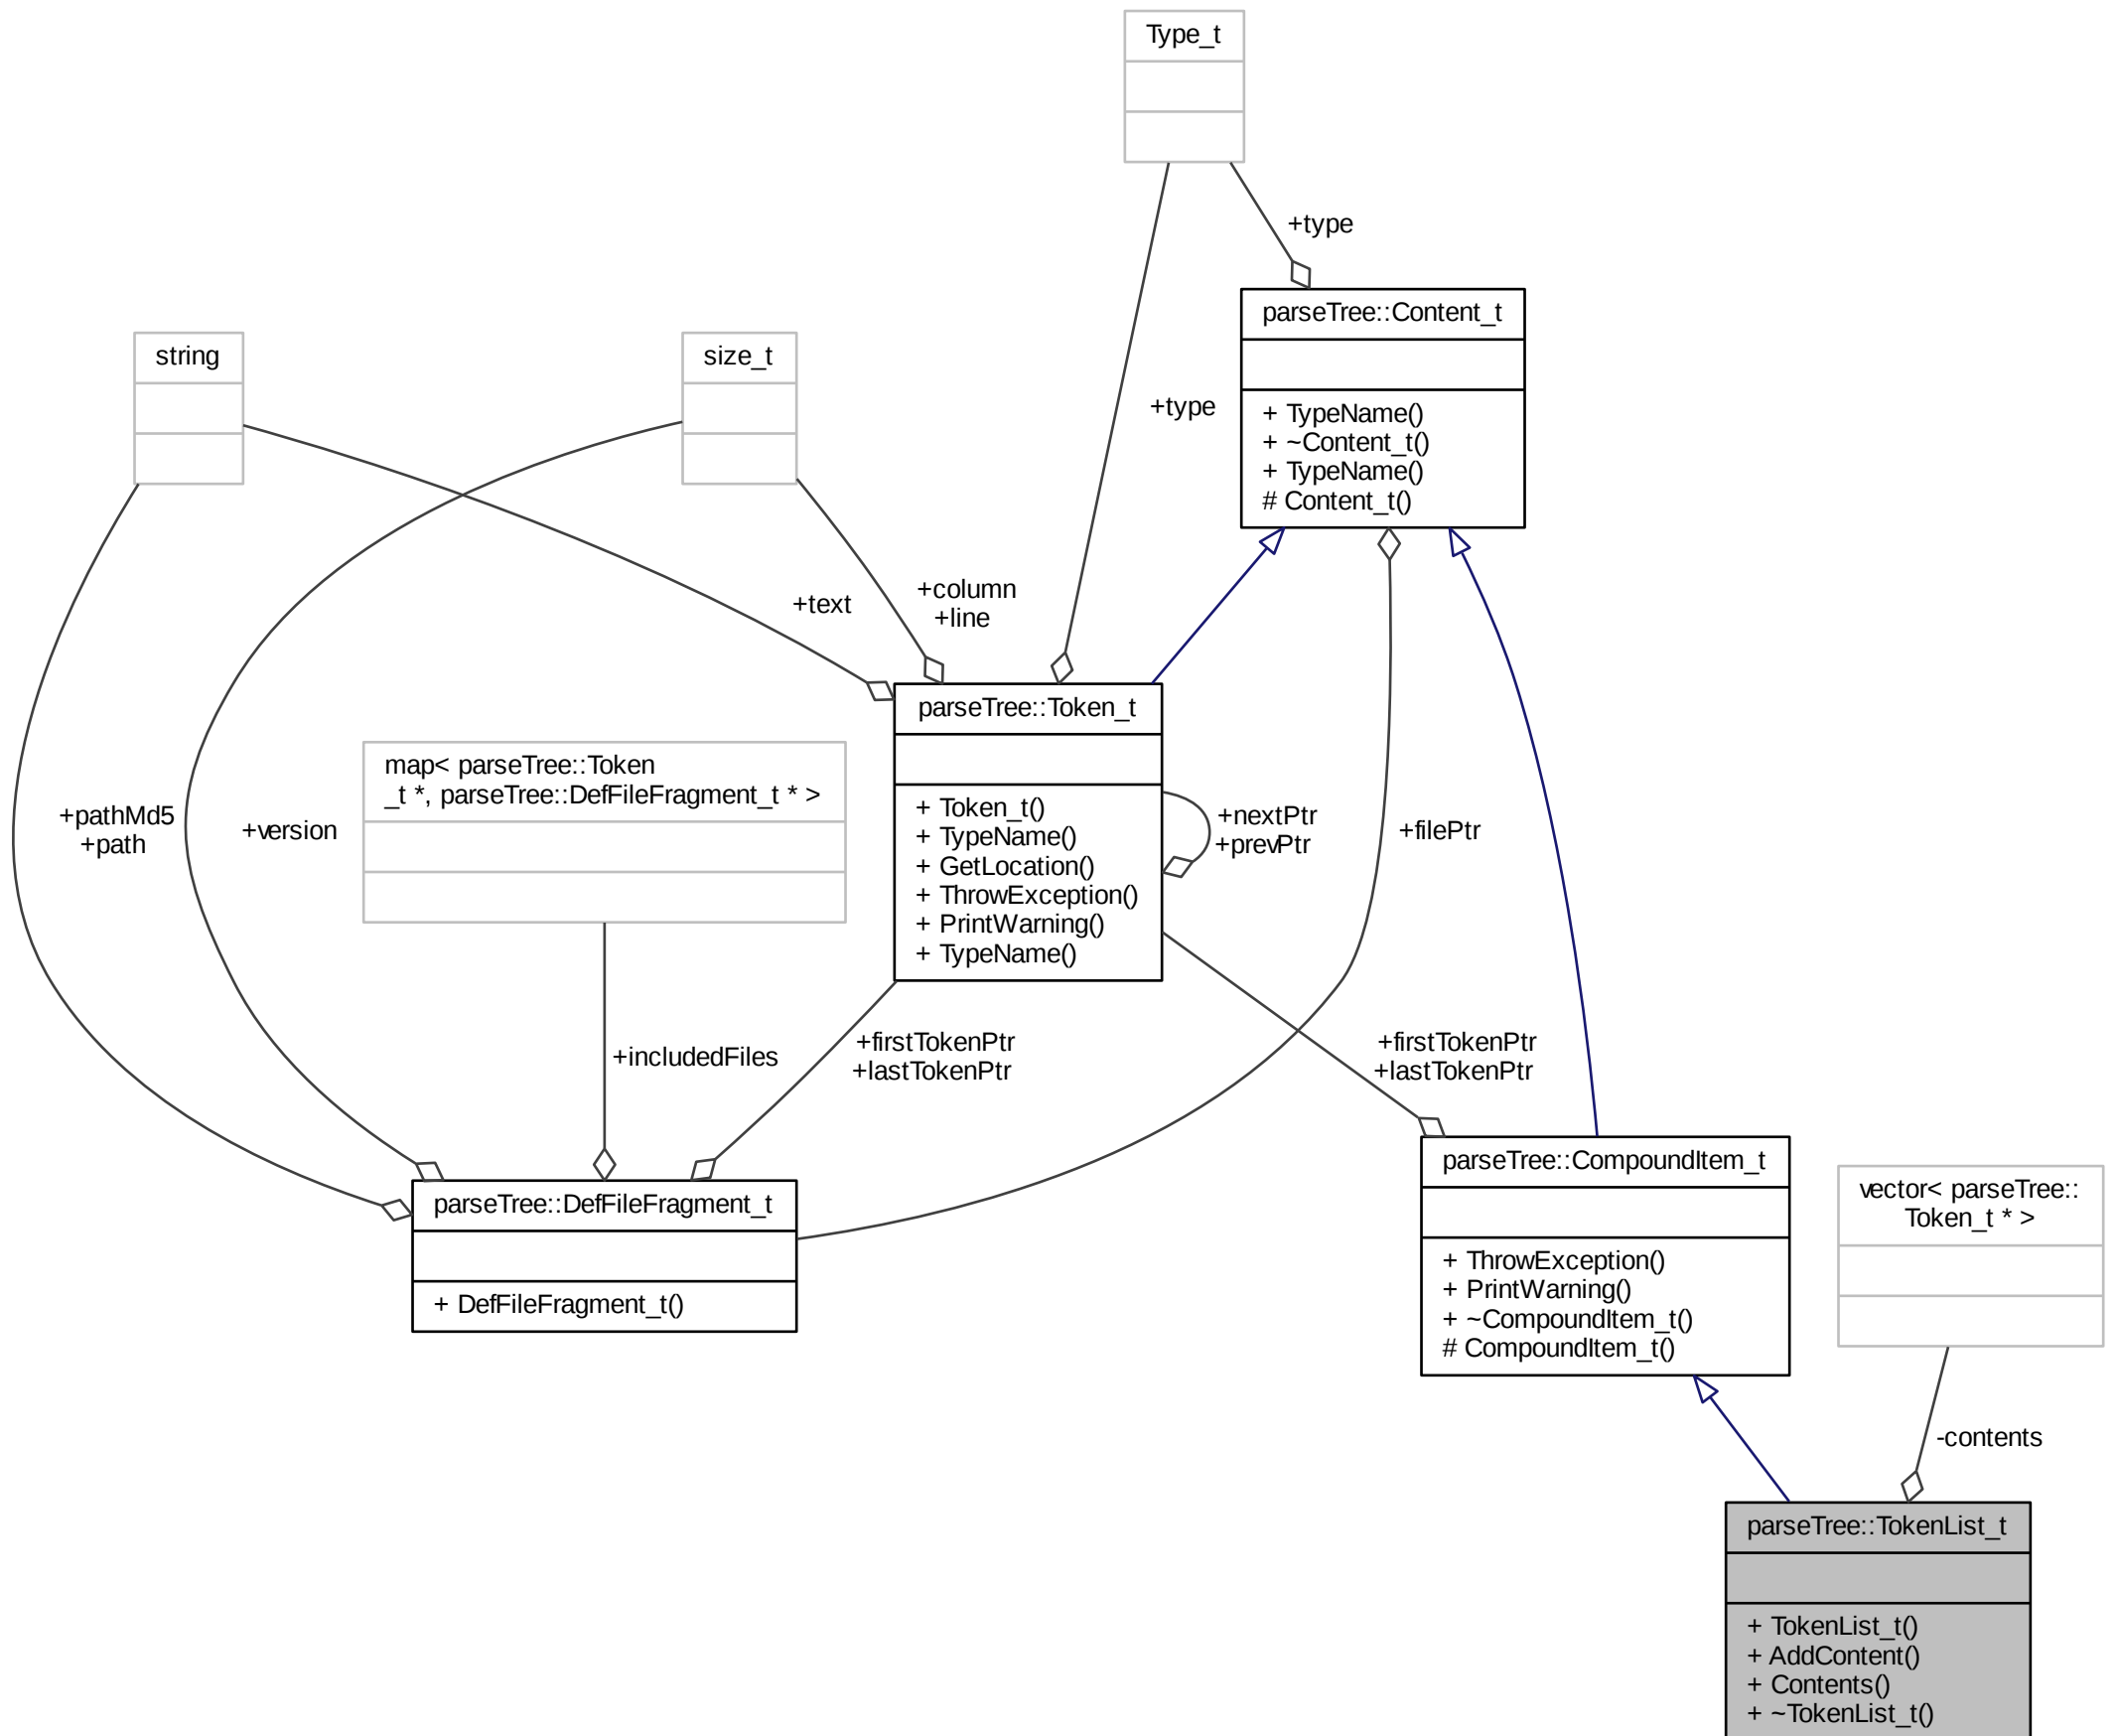 Type_t
+type
parseTree::Content_t
+ TypeName()
+ ~Content_t()
+ TypeName()
# Content_t()
string
size_t
+type
+text
+column
+line
parseTree::Token_t
+ Token_t()
+ TypeName()
+ GetLocation()
+ ThrowException()
+ PrintWarning()
+ TypeName()
map< parseTree::Token
_t *, parseTree::DefFileFragment_t * >
+pathMd5
+path
+version
+nextPtr
+prevPtr
+filePtr
+includedFiles
+firstTokenPtr
+lastTokenPtr
+firstTokenPtr
+lastTokenPtr
parseTree::DefFileFragment_t
+ DefFileFragment_t()
parseTree::CompoundItem_t
+ ThrowException()
+ PrintWarning()
+ ~CompoundItem_t()
# CompoundItem_t()
vector< parseTree::
Token_t * >
-contents
parseTree::TokenList_t
+ TokenList_t()
+ AddContent()
+ Contents()
+ ~TokenList_t()